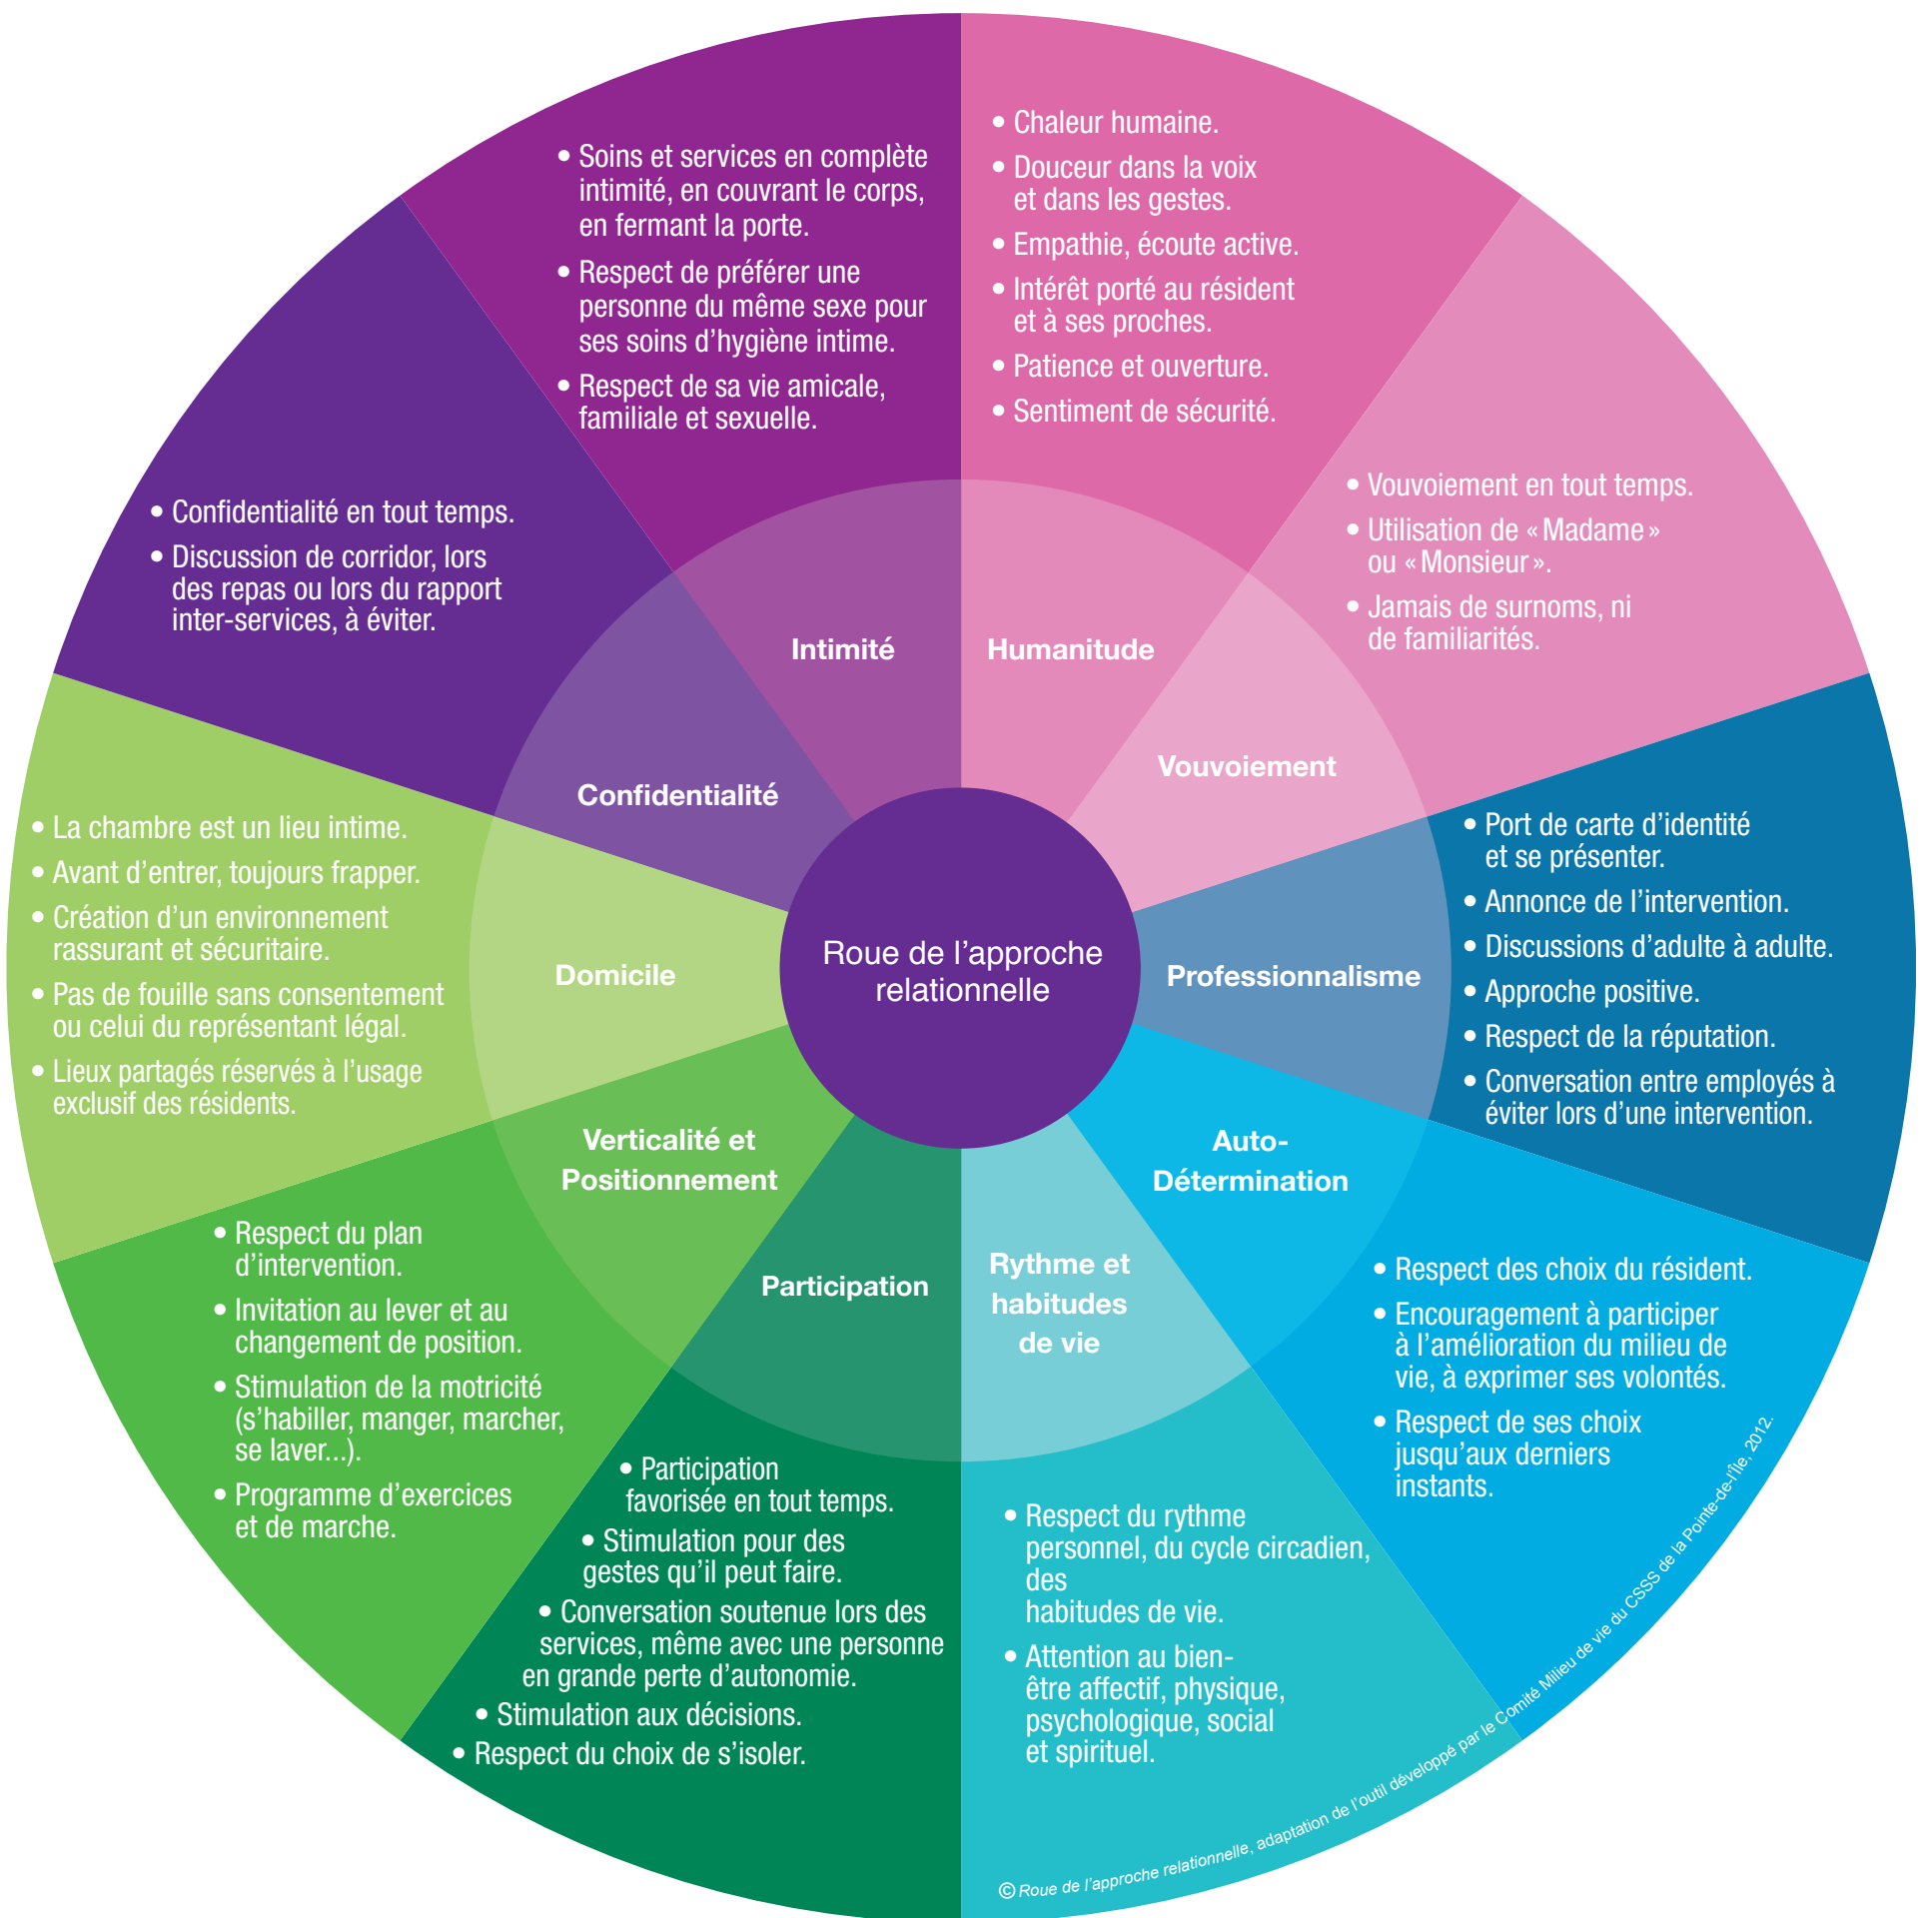 Roue de l'approche
relationnelle
Humanitude
• Chaleur humaine.
• Douceur dans la voix
et dans les gestes.
• Empathie, écoute active.
• Intérêt porté au résident
et à ses proches.
• Patience et ouverture.
• Sentiment de sécurité.
Vouvoiement
• Vouvoiement en tout temps.
• Utilisation de « Madame »
ou « Monsieur ».
• Jamais de surnoms, ni
de familiarités.
Professionnalisme
• Port de carte d'identité
et se présenter.
• Annonce de l'intervention.
• Discussions d'adulte à adulte.
• Approche positive.
• Respect de la réputation.
• Conversation entre employés à
éviter lors d'une intervention.
Auto-
Détermination
• Respect des choix du résident.
• Encouragement à participer
à l'amélioration du milieu de
vie, à exprimer ses volontés.
• Respect de ses choix
jusqu'aux derniers
instants.
Rythme et
habitudes
de vie
• Respect du rythme
personnel, du cycle circadien,
des
habitudes de vie.
• Attention au bien-
être affectif, physique,
psychologique, social
et spirituel.
Participation
• Participation
favorisée en tout temps.
• Stimulation pour des
gestes qu'il peut faire.
• Conversation soutenue lors des
services, même avec une personne
en grande perte d'autonomie.
• Stimulation aux décisions.
• Respect du choix de s'isoler.
Verticalité et
Positionnement
• Respect du plan
d'intervention.
• Invitation au lever et au
changement de position.
• Stimulation de la motricité
(s'habiller, manger, marcher,
se laver...).
• Programme d'exercices
et de marche.
Domicile
• La chambre est un lieu intime.
• Avant d'entrer, toujours frapper.
• Création d'un environnement
rassurant et sécuritaire.
• Pas de fouille sans consentement
ou celui du représentant légal.
• Lieux partagés réservés à l'usage
exclusif des résidents.
Confidentialité
• Confidentialité en tout temps.
• Discussion de corridor, lors
des repas ou lors du rapport
inter-services, à éviter.
Intimité
• Soins et services en complète
intimité, en couvrant le corps,
en fermant la porte.
• Respect de préférer une
personne du même sexe pour
ses soins d'hygiène intime.
• Respect de sa vie amicale,
familiale et sexuelle.
© Roue de l'approche relationnelle, adaptation de l'outil développé par le Comité Milieu de vie du CSSS de la Pointe-de-l'Île, 2012.